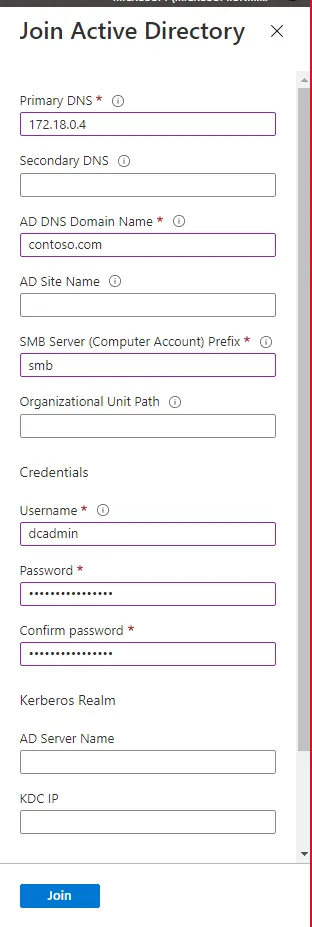 Join Active Directory
Primary DNS *
172.18.0.4
Secondary DNS
AD DNS Domain Name *
contoso.com
AD Site Name
SMB Server (Computer Account) Prefix *
smb
Organizational Unit Path
Credentials
Username *
dcadmin
Password *
••••••••••••••••
Confirm password *
••••••••••••••••
Kerberos Realm
AD Server Name
KDC IP
Join